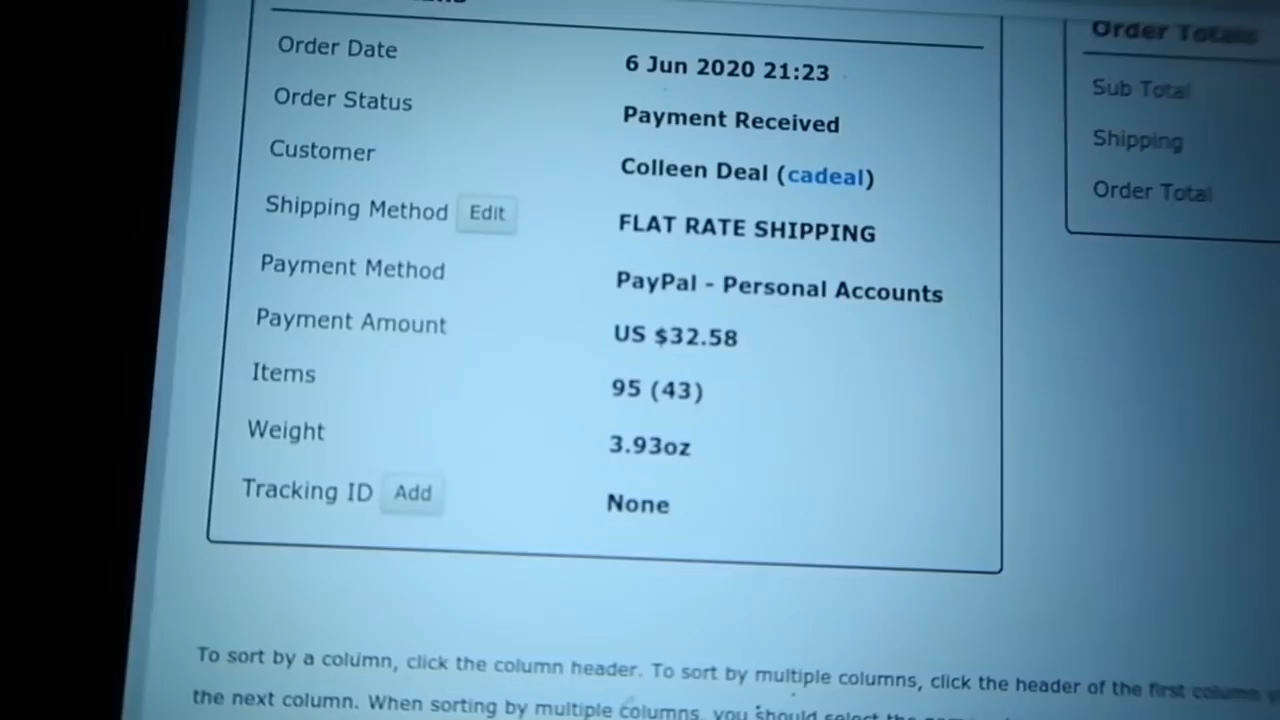 Order Date 6 Jun 2020 21:23
Order Status Payment Received
Customer Colleen Deal (cadeal)
Shipping Method Edit FLAT RATE SHIPPING
Payment Method PayPal - Personal Accounts
Payment Amount US $32.58
Items 95 (43)
Weight 3.93oz
Tracking ID Add None
Order Totals
Sub Total
Shipping
Order Total
To sort by a column, click the column header. To sort by multiple columns, click the header of the first column
the next column. When sorting by multiple columns, you should select the